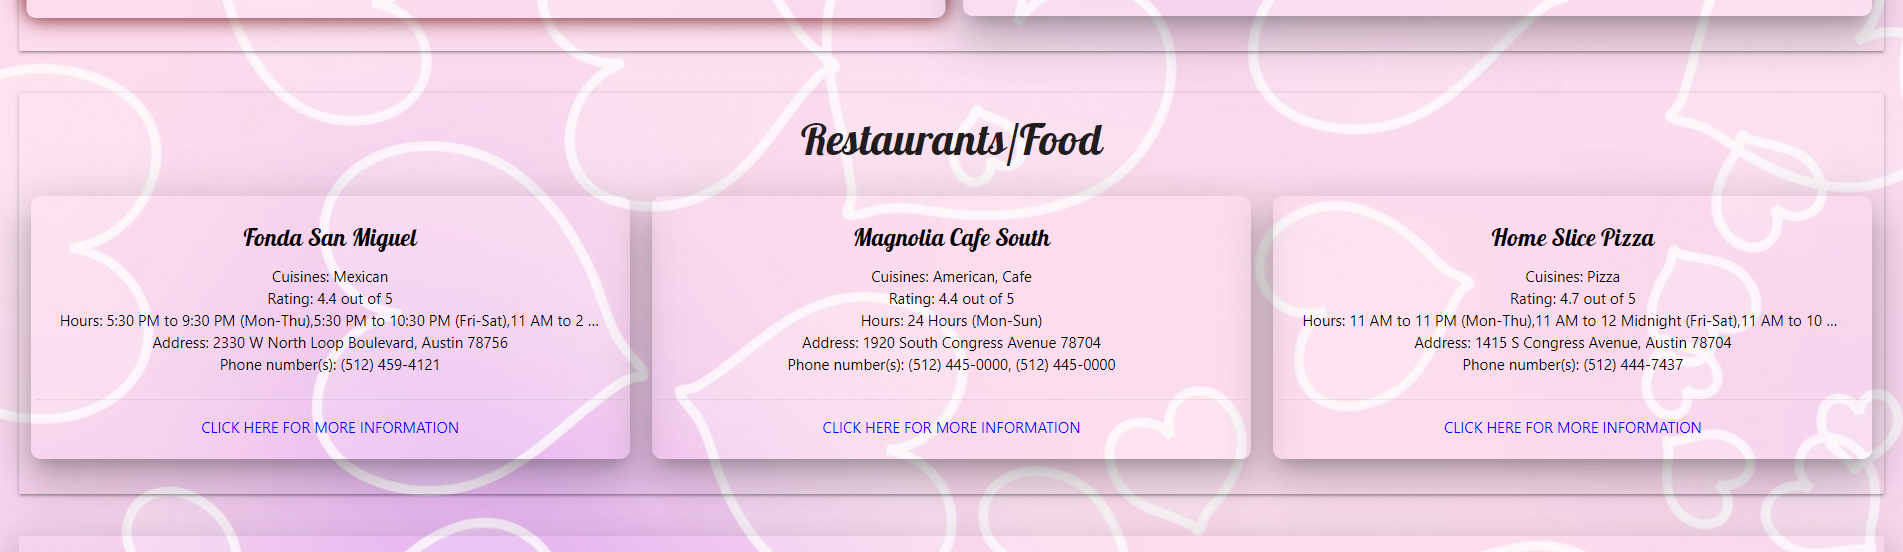 Restaurants/Food
Fonda San Miguel
Cuisines: Mexican
Rating: 4.4 out of 5
Hours: 5:30 PM to 9:30 PM (Mon-Thu),5:30 PM to 10:30 PM (Fri-Sat),11 AM to 2 ...
Address: 2330 W North Loop Boulevard, Austin 78756
Phone number(s): (512) 459-4121
CLICK HERE FOR MORE INFORMATION
Magnolia Cafe South
Cuisines: American, Cafe
Rating: 4.4 out of 5
Hours: 24 Hours (Mon-Sun)
Address: 1920 South Congress Avenue 78704
Phone number(s): (512) 445-0000, (512) 445-0000
CLICK HERE FOR MORE INFORMATION
Home Slice Pizza
Cuisines: Pizza
Rating: 4.7 out of 5
Hours: 11 AM to 11 PM (Mon-Thu),11 AM to 12 Midnight (Fri-Sat),11 AM to 10 ...
Address: 1415 S Congress Avenue, Austin 78704
Phone number(s): (512) 444-7437
CLICK HERE FOR MORE INFORMATION